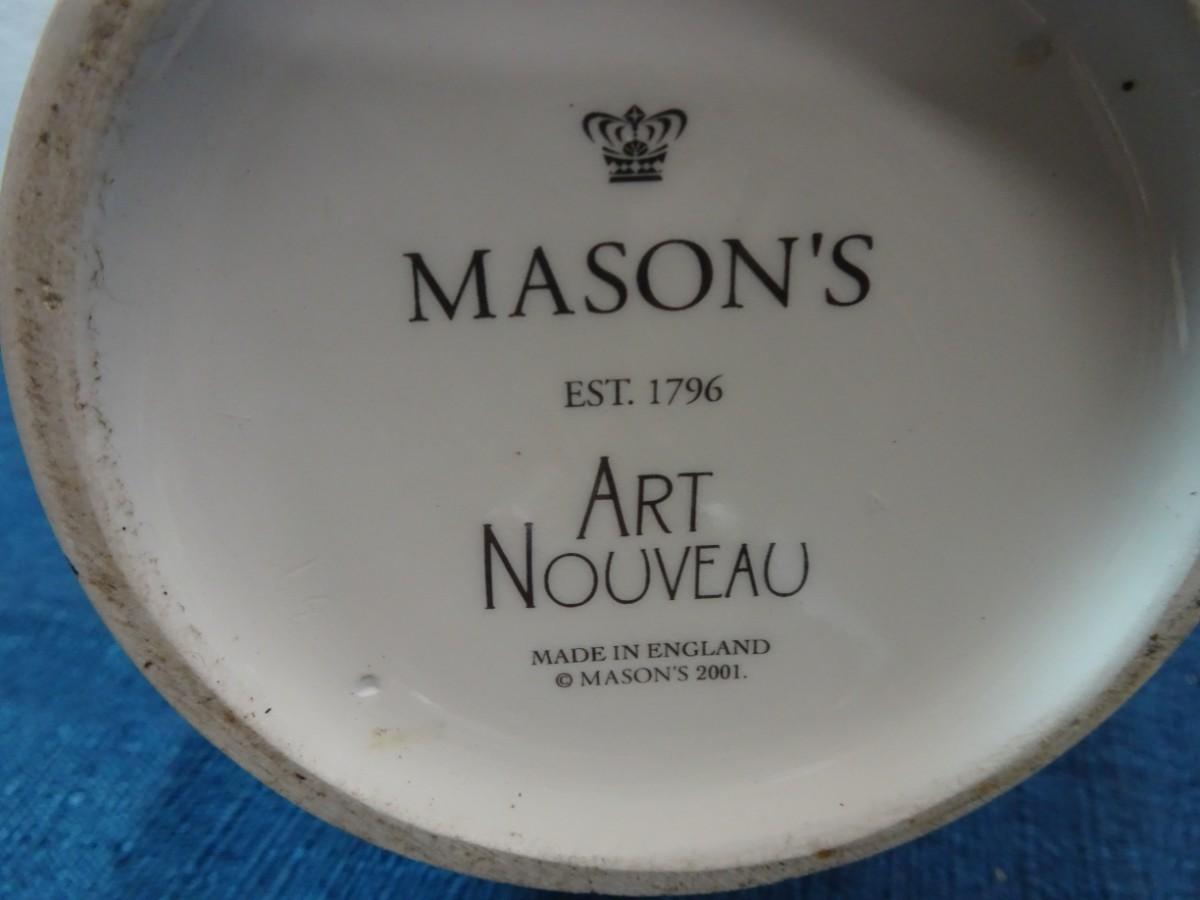 MASON'S
EST. 1796
ART
NOUVEAU
MADE IN ENGLAND
© MASON'S 2001.